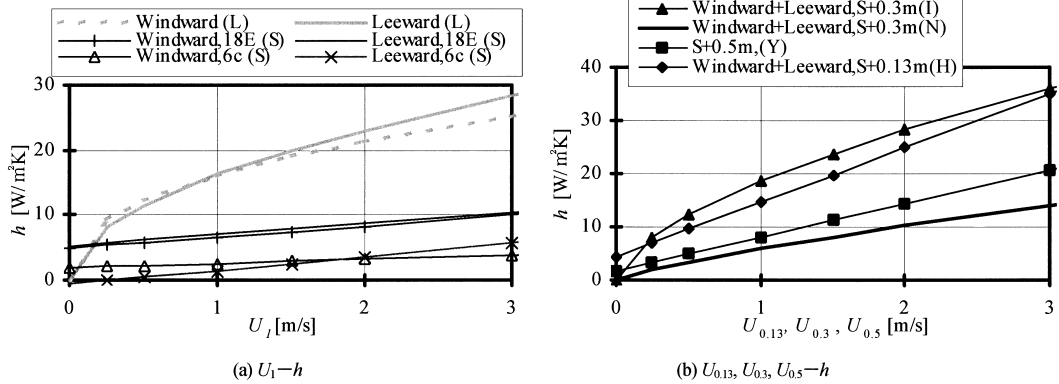 Windward (L)
Leeward (L)
Windward,18E (S)
Leeward,18E (S)
Windward,6c (S)
Leeward,6c (S)
30
20
10
0
h [W/m²K]
0
1
2
3
U₁ [m/s]
(a) U₁−h
Windward+Leeward,S+0.3m(I)
Windward+Leeward,S+0.3m(N)
S+0.5m,(Y)
Windward+Leeward,S+0.13m(H)
40
30
20
10
0
h [W/m²K]
0
1
2
3
U₀.₁₃, U₀.₃ , U₀.₅ [m/s]
(b) U₀.₁₃, U₀.₃, U₀.₅−h